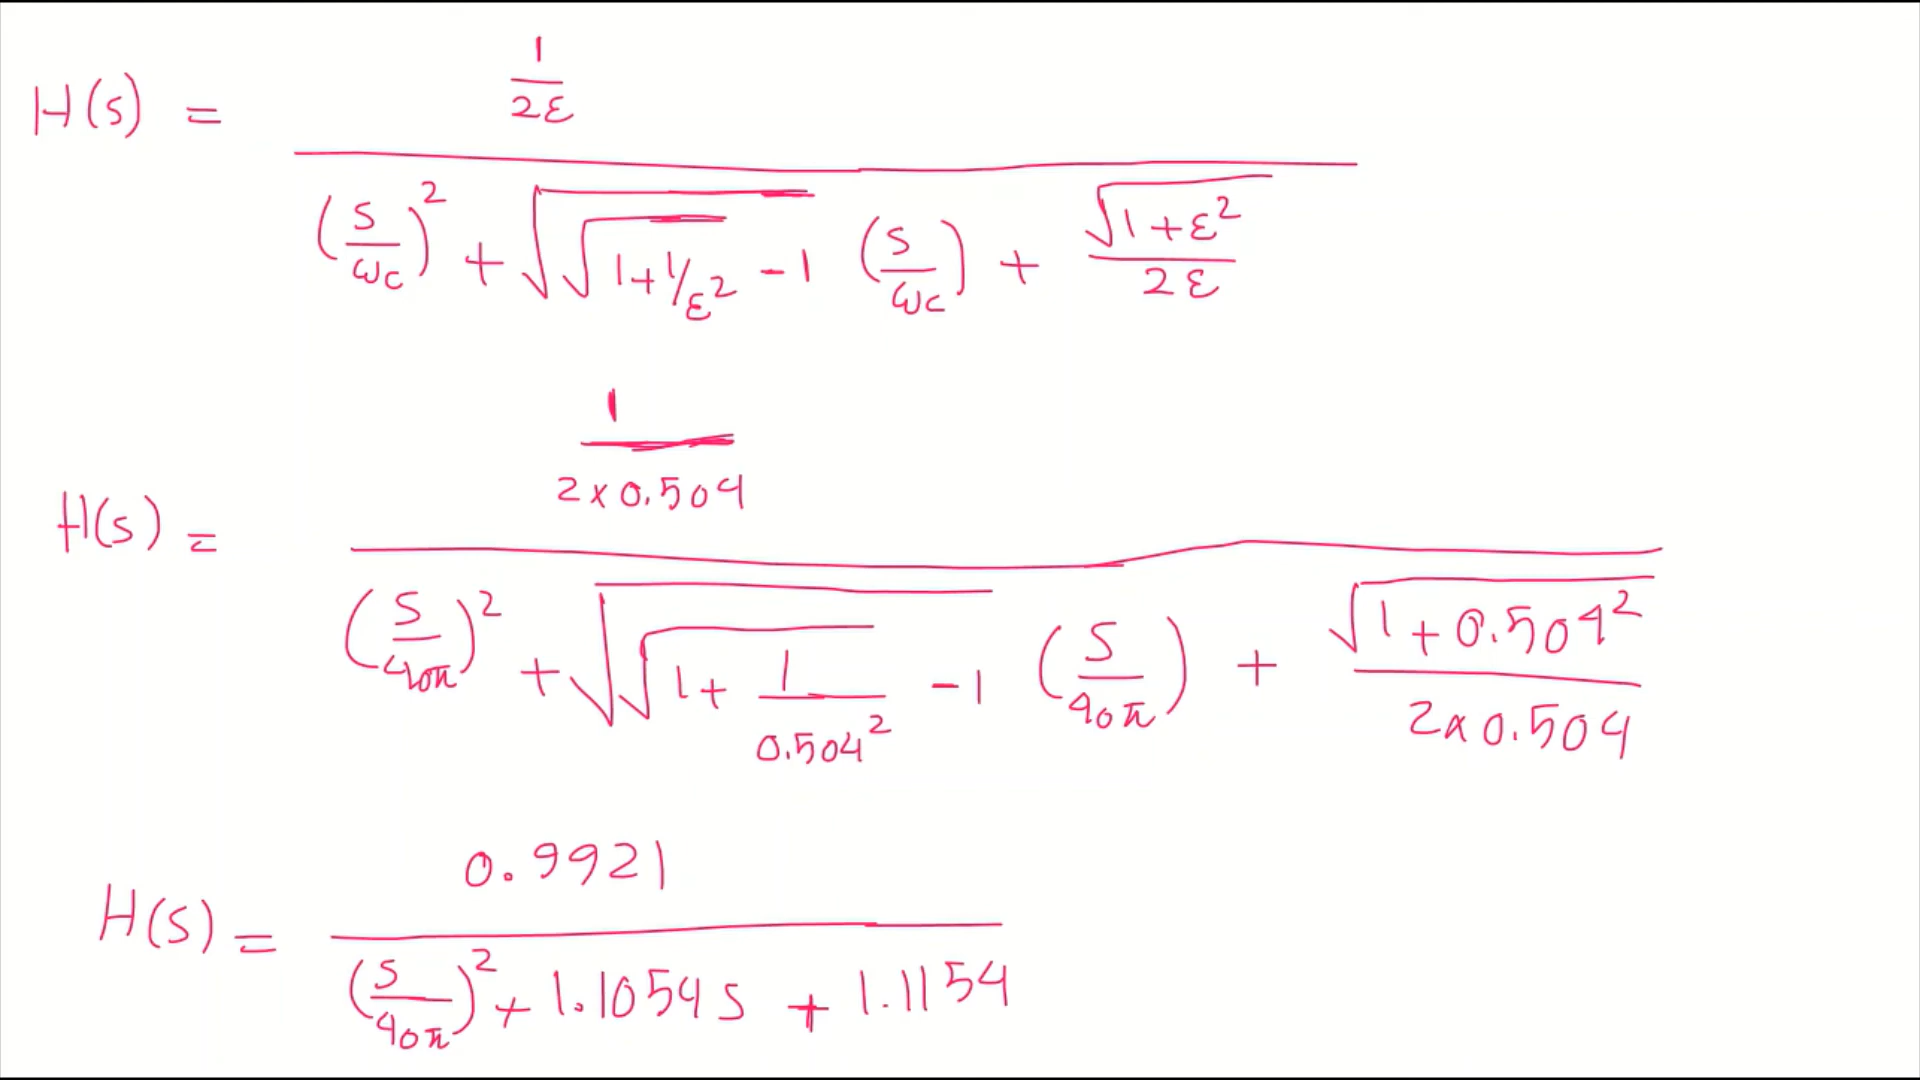 H(s) = (1/(2ε)) / ((s/ωc)² + √(√(1+1/ε²) - 1) (s/ωc) + √(1+ε²)/(2ε))
H(s) = (1/(2×0.504)) / ((s/40π)² + √(√(1+1/0.504²) - 1) (s/40π) + √(1+0.504²)/(2×0.504))
H(s) = 0.9921 / ((s/40π)² + 1.1054s + 1.1154)